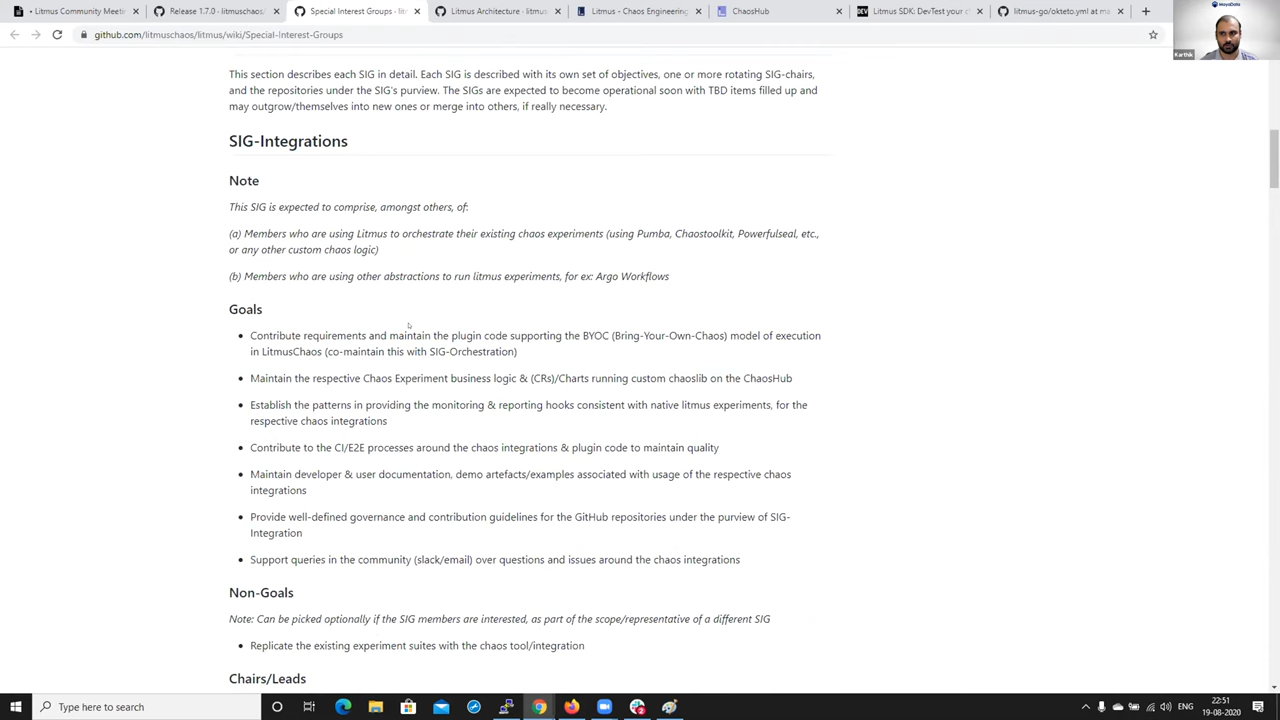 Litmus Community Meeti
Release 1.7.0 · litmuschaos/
Special Interest Groups · lit
Litmus Architecture · litmus
Litmus - Chaos Engineering
ChaosHub
Litmus SDK: DevTest your c
litmus-go/okteto.yml at ma
MayaData
github.com/litmuschaos/litmus/wiki/Special-Interest-Groups
Karthik
This section describes each SIG in detail. Each SIG is described with its own set of objectives, one or more rotating SIG-chairs,
and the repositories under the SIG's purview. The SIGs are expected to become operational soon with TBD items filled up and
may outgrow/themselves into new ones or merge into others, if really necessary.
SIG-Integrations
Note
This SIG is expected to comprise, amongst others, of:
(a) Members who are using Litmus to orchestrate their existing chaos experiments (using Pumba, Chaostoolkit, Powerfulseal, etc.,
or any other custom chaos logic)
(b) Members who are using other abstractions to run litmus experiments, for ex: Argo Workflows
Goals
• Contribute requirements and maintain the plugin code supporting the BYOC (Bring-Your-Own-Chaos) model of execution
in LitmusChaos (co-maintain this with SIG-Orchestration)
• Maintain the respective Chaos Experiment business logic & (CRs)/Charts running custom chaoslib on the ChaosHub
• Establish the patterns in providing the monitoring & reporting hooks consistent with native litmus experiments, for the
respective chaos integrations
• Contribute to the CI/E2E processes around the chaos integrations & plugin code to maintain quality
• Maintain developer & user documentation, demo artefacts/examples associated with usage of the respective chaos
integrations
• Provide well-defined governance and contribution guidelines for the GitHub repositories under the purview of SIG-
Integration
• Support queries in the community (slack/email) over questions and issues around the chaos integrations
Non-Goals
Note: Can be picked optionally if the SIG members are interested, as part of the scope/representative of a different SIG
• Replicate the existing experiment suites with the chaos tool/integration
Chairs/Leads
Type here to search
ENG
22:51
19-08-2020